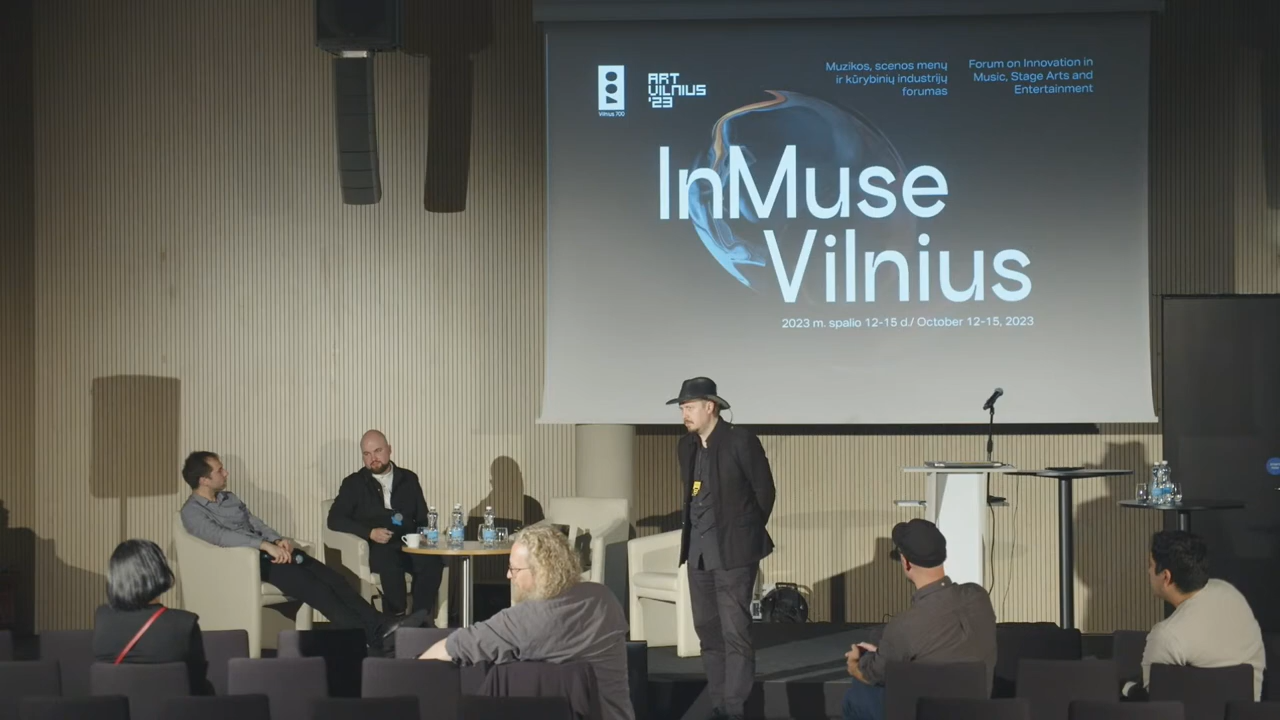 Vilnius 700
ART
VILNIUS
'23
Muzikos, scenos menų
ir kūrybinių industrijų
forumas
Forum on Innovation in
Music, Stage Arts and
Entertainment
InMuse
Vilnius
2023 m. spalio 12-15 d./ October 12-15, 2023